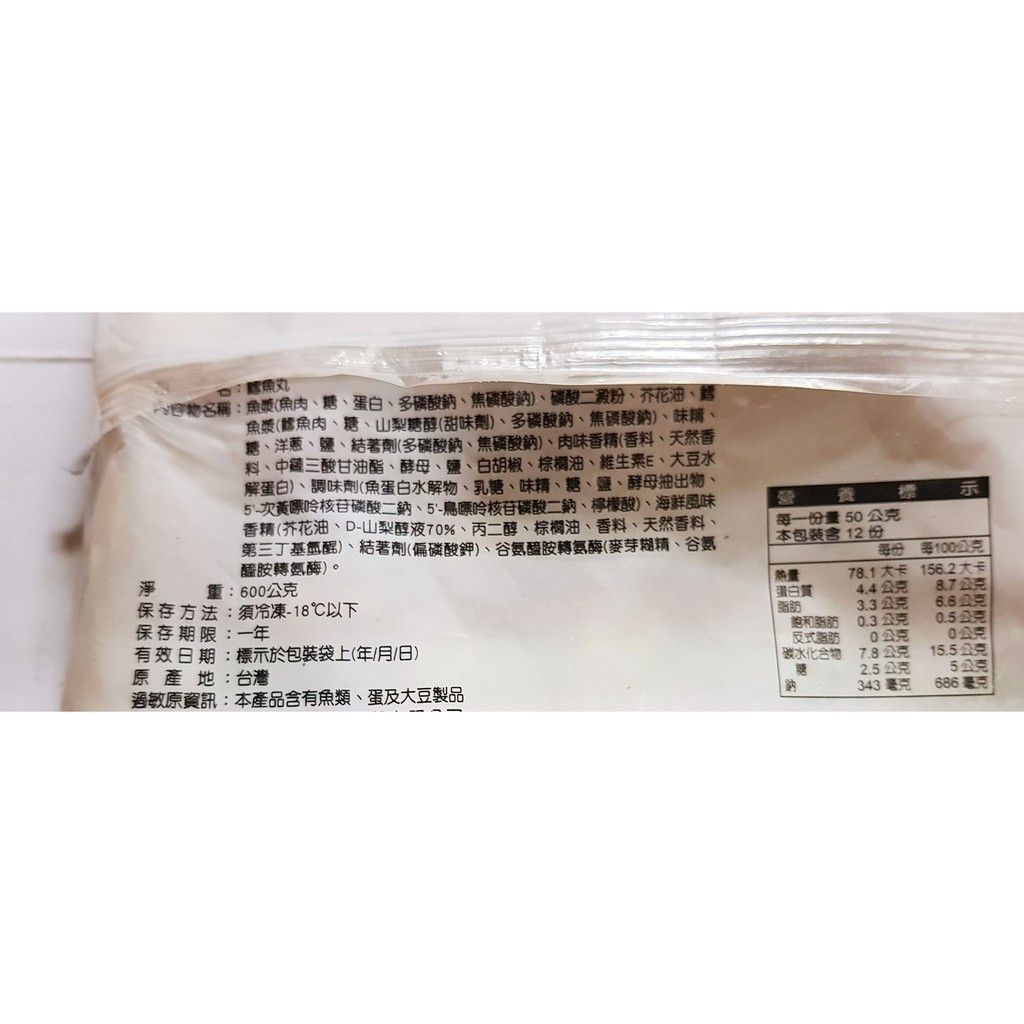 名：鱈魚丸
內容物名稱：魚漿(魚肉、糖、蛋白、多磷酸鈉、焦磷酸鈉)、磷酸二澱粉、芥花油、鱈
魚漿(鱈魚肉、糖、山梨糖醇(甜味劑)、多磷酸鈉、焦磷酸鈉)、味精、
糖、洋蔥、鹽、結著劑(多磷酸鈉、焦磷酸鈉)、肉味香精(香料、天然香
料、中鏈三酸甘油酯、酵母、鹽、白胡椒、棕櫚油、維生素E、大豆水
解蛋白)、調味劑(魚蛋白水解物、乳糖、味精、糖、鹽、酵母抽出物、
5'-次黃嘌呤核苷磷酸二鈉、5'-鳥嘌呤核苷磷酸二鈉、檸檬酸)、海鮮風味
香精(芥花油、D-山梨醇液70%、丙二醇、棕櫚油、香料、天然香料、
第三丁基氫醌)、結著劑(偏磷酸鉀)、谷氨醯胺轉氨酶(麥芽糊精、谷氨
醯胺轉氨酶)。
淨重：600公克
保存方法：須冷凍-18℃以下
保存期限：一年
有效日期：標示於包裝袋上(年/月/日)
原產地：台灣
過敏原資訊：本產品含有魚類、蛋及大豆製品
營養標示
每一份量 50 公克
本包裝含 12 份
每份 每100公克
熱量 78.1 大卡 156.2 大卡
蛋白質 4.4 公克 8.7 公克
脂肪 3.3 公克 6.6 公克
飽和脂肪 0.3 公克 0.5 公克
反式脂肪 0 公克 0 公克
碳水化合物 7.8 公克 15.5 公克
糖 2.5 公克 5 公克
鈉 343 毫克 686 毫克